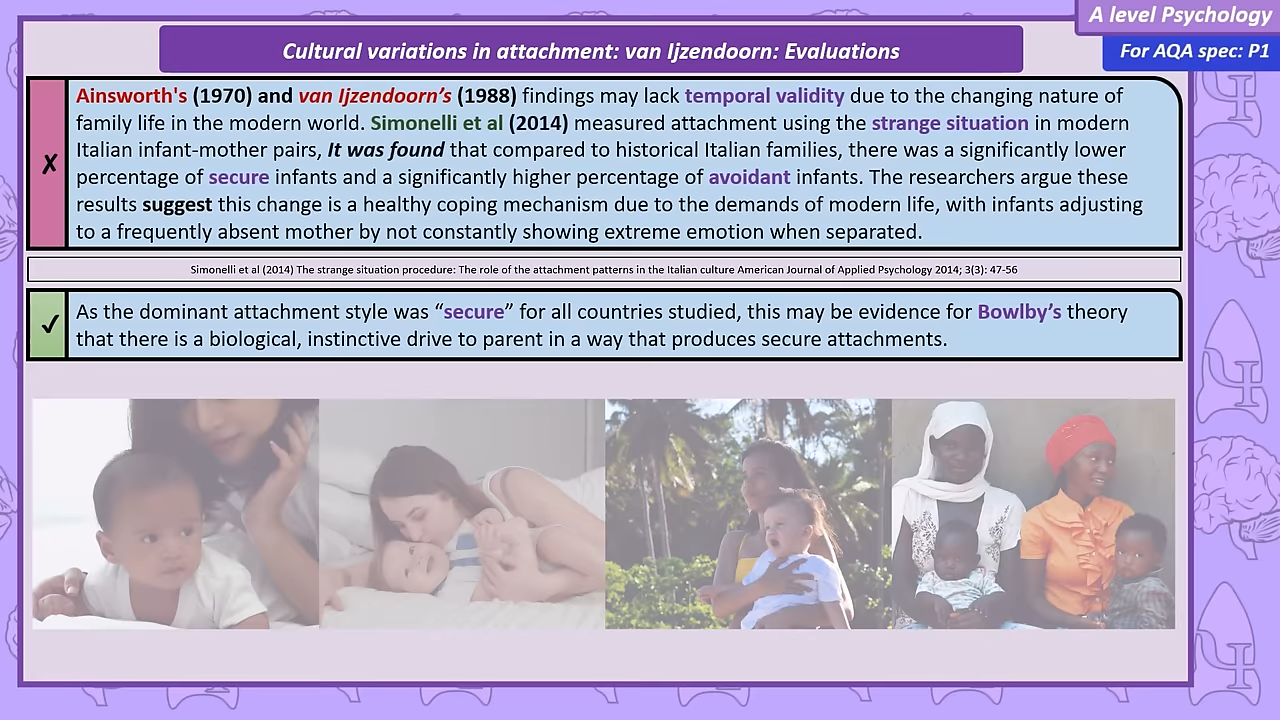 A level Psychology
For AQA spec: P1
Cultural variations in attachment: van Ijzendoorn: Evaluations
✗
Ainsworth's (1970) and van Ijzendoorn’s (1988) findings may lack temporal validity due to the changing nature of
family life in the modern world. Simonelli et al (2014) measured attachment using the strange situation in modern
Italian infant-mother pairs, It was found that compared to historical Italian families, there was a significantly lower
percentage of secure infants and a significantly higher percentage of avoidant infants. The researchers argue these
results suggest this change is a healthy coping mechanism due to the demands of modern life, with infants adjusting
to a frequently absent mother by not constantly showing extreme emotion when separated.
Simonelli et al (2014) The strange situation procedure: The role of the attachment patterns in the Italian culture American Journal of Applied Psychology 2014; 3(3): 47-56
✓
As the dominant attachment style was “secure” for all countries studied, this may be evidence for Bowlby’s theory
that there is a biological, instinctive drive to parent in a way that produces secure attachments.